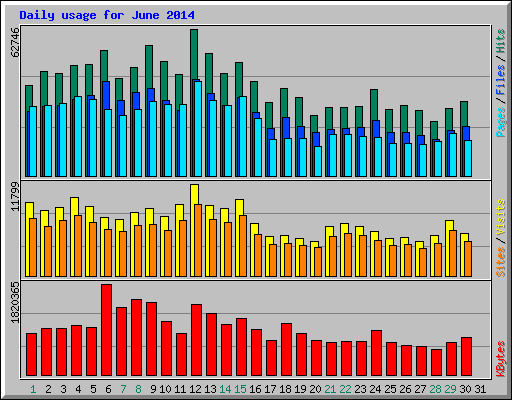 Daily usage for June 2014
62746
Pages / Files / Hits
11799
Sites / Visits
1820365
KBytes
1 2 3 4 5 6 7 8 9 10 11 12 13 14 15 16 17 18 19 20 21 22 23 24 25 26 27 28 29 30 31